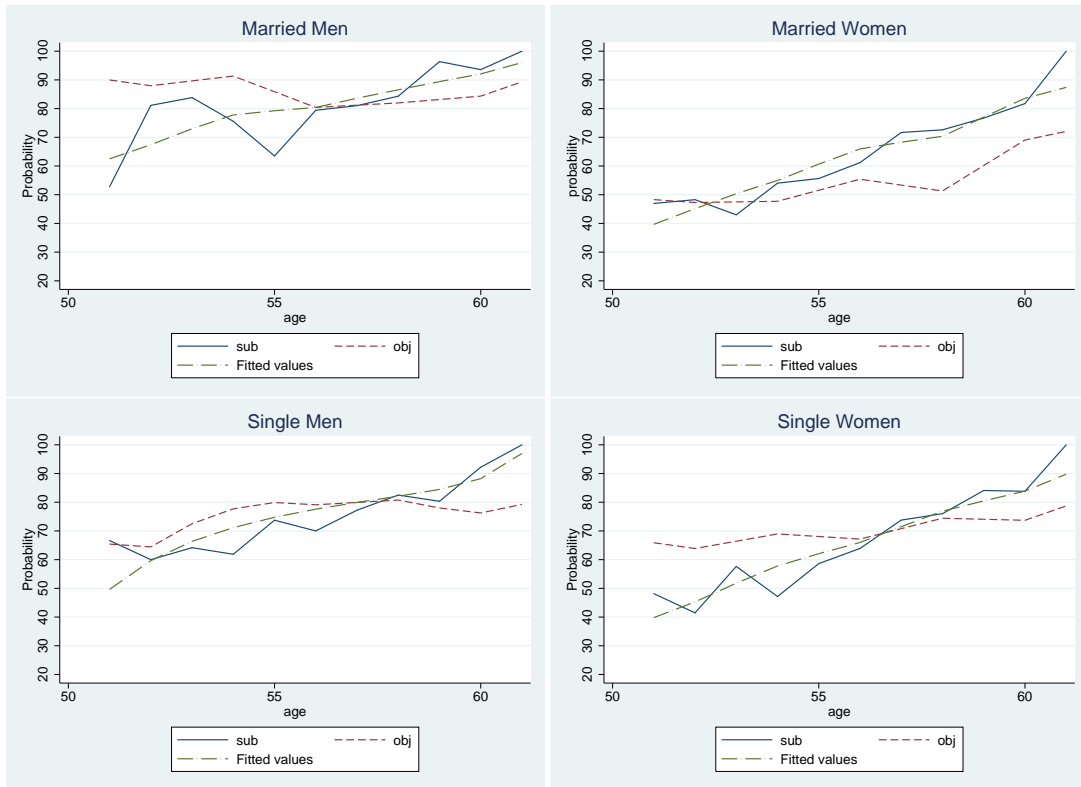 Married Men
Probability
100
90
80
70
60
50
40
30
20
50 55 60
age
sub obj
Fitted values
Married Women
probability
100
90
80
70
60
50
40
30
20
50 55 60
age
sub obj
Fitted values
Single Men
Probability
100
90
80
70
60
50
40
30
20
50 55 60
age
sub obj
Fitted values
Single Women
Probability
100
90
80
70
60
50
40
30
20
50 55 60
age
sub obj
Fitted values